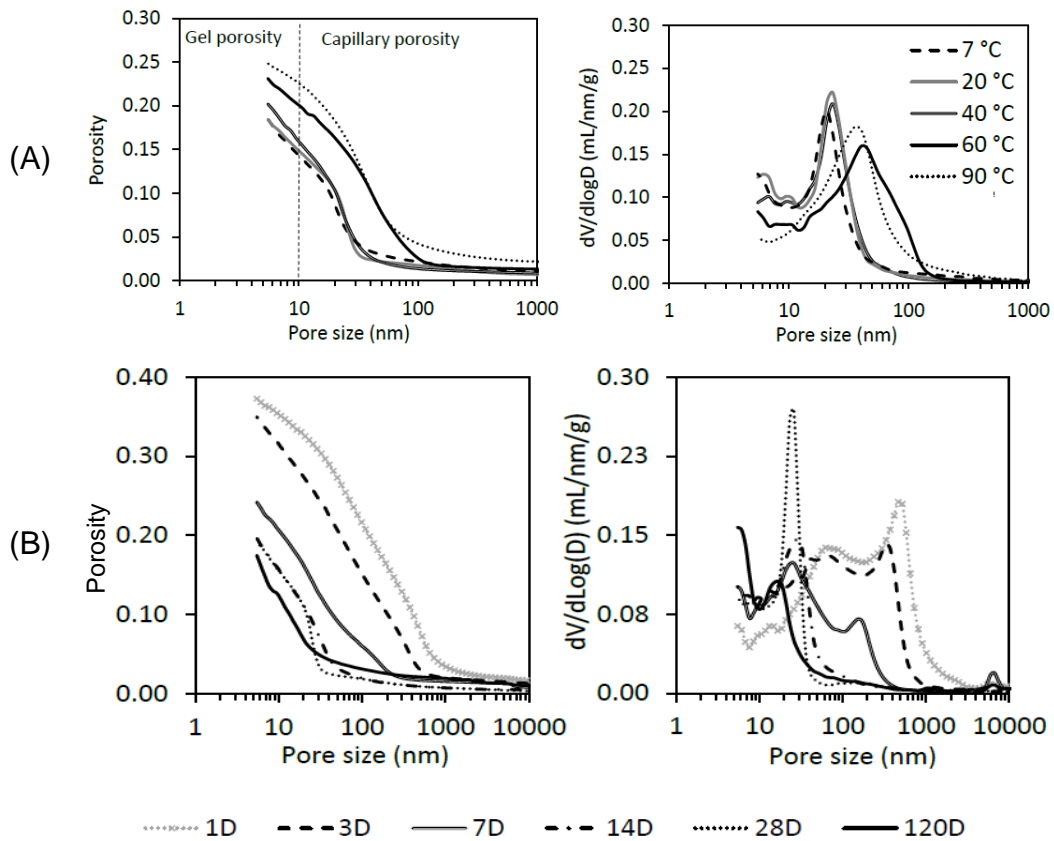 (A)
0.30
0.25
0.20
0.15
0.10
0.05
0.00
Porosity
Gel porosity
Capillary porosity
1
10
100
1000
Pore size (nm)
0.30
0.25
0.20
0.15
0.10
0.05
0.00
dV/dlogD (mL/nm/g)
7 °C
20 °C
40 °C
60 °C
90 °C
1
10
100
1000
Pore size (nm)
(B)
0.40
0.30
0.20
0.10
0.00
Porosity
1
10
100
1000
10000
Pore size (nm)
0.30
0.23
0.15
0.08
0.00
dV/dLog(D) (mL/nm/g)
1
10
100
1000
10000
Pore size (nm)
1D
3D
7D
14D
28D
120D